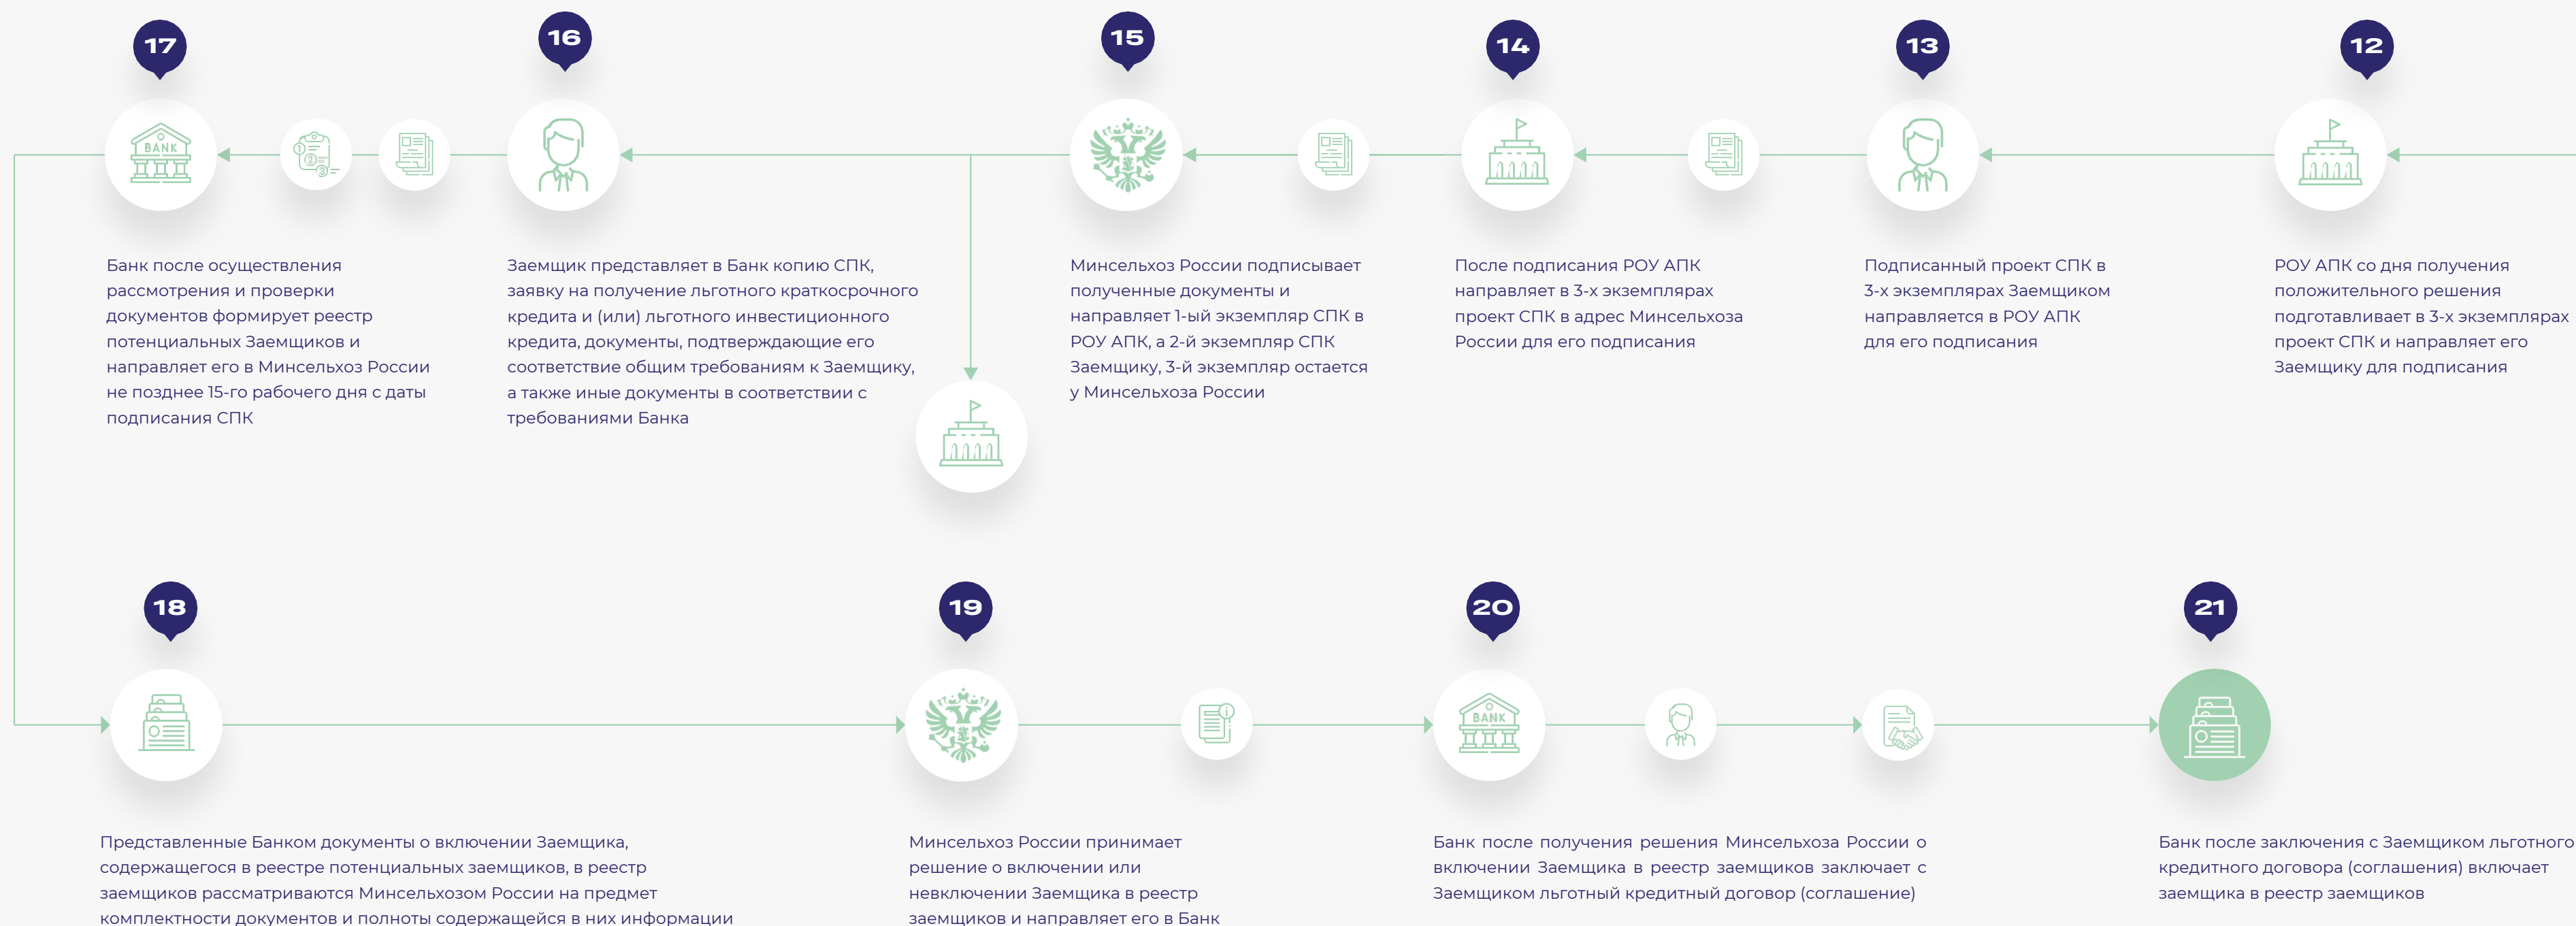 17
16
15
14
13
12
BANK
Банк после осуществления
рассмотрения и проверки
документов формирует реестр
потенциальных Заемщиков и
направляет его в Минсельхоз России
не позднее 15-го рабочего дня с даты
подписания СПК
Заемщик представляет в Банк копию СПК,
заявку на получение льготного краткосрочного
кредита и (или) льготного инвестиционного
кредита, документы, подтверждающие его
соответствие общим требованиям к Заемщику,
а также иные документы в соответствии с
требованиями Банка
Минсельхоз России подписывает
полученные документы и
направляет 1-ый экземпляр СПК в
РОУ АПК, а 2-й экземпляр СПК
Заемщику, 3-й экземпляр остается
у Минсельхоза России
После подписания РОУ АПК
направляет в 3-х экземплярах
проект СПК в адрес Минсельхоза
России для его подписания
Подписанный проект СПК в
3-х экземплярах Заемщиком
направляется в РОУ АПК
для его подписания
РОУ АПК со дня получения
положительного решения
подготавливает в 3-х экземплярах
проект СПК и направляет его
Заемщику для подписания
18
19
20
21
BANK
Представленные Банком документы о включении Заемщика,
содержащегося в реестре потенциальных заемщиков, в реестр
заемщиков рассматриваются Минсельхозом России на предмет
комплектности документов и полноты содержащейся в них информации
Минсельхоз России принимает
решение о включении или
невключении Заемщика в реестр
заемщиков и направляет его в Банк
Банк после получения решения Минсельхоза России о
включении Заемщика в реестр заемщиков заключает с
Заемщиком льготный кредитный договор (соглашение)
Банк после заключения с Заемщиком льготного
кредитного договора (соглашения) включает
заемщика в реестр заемщиков